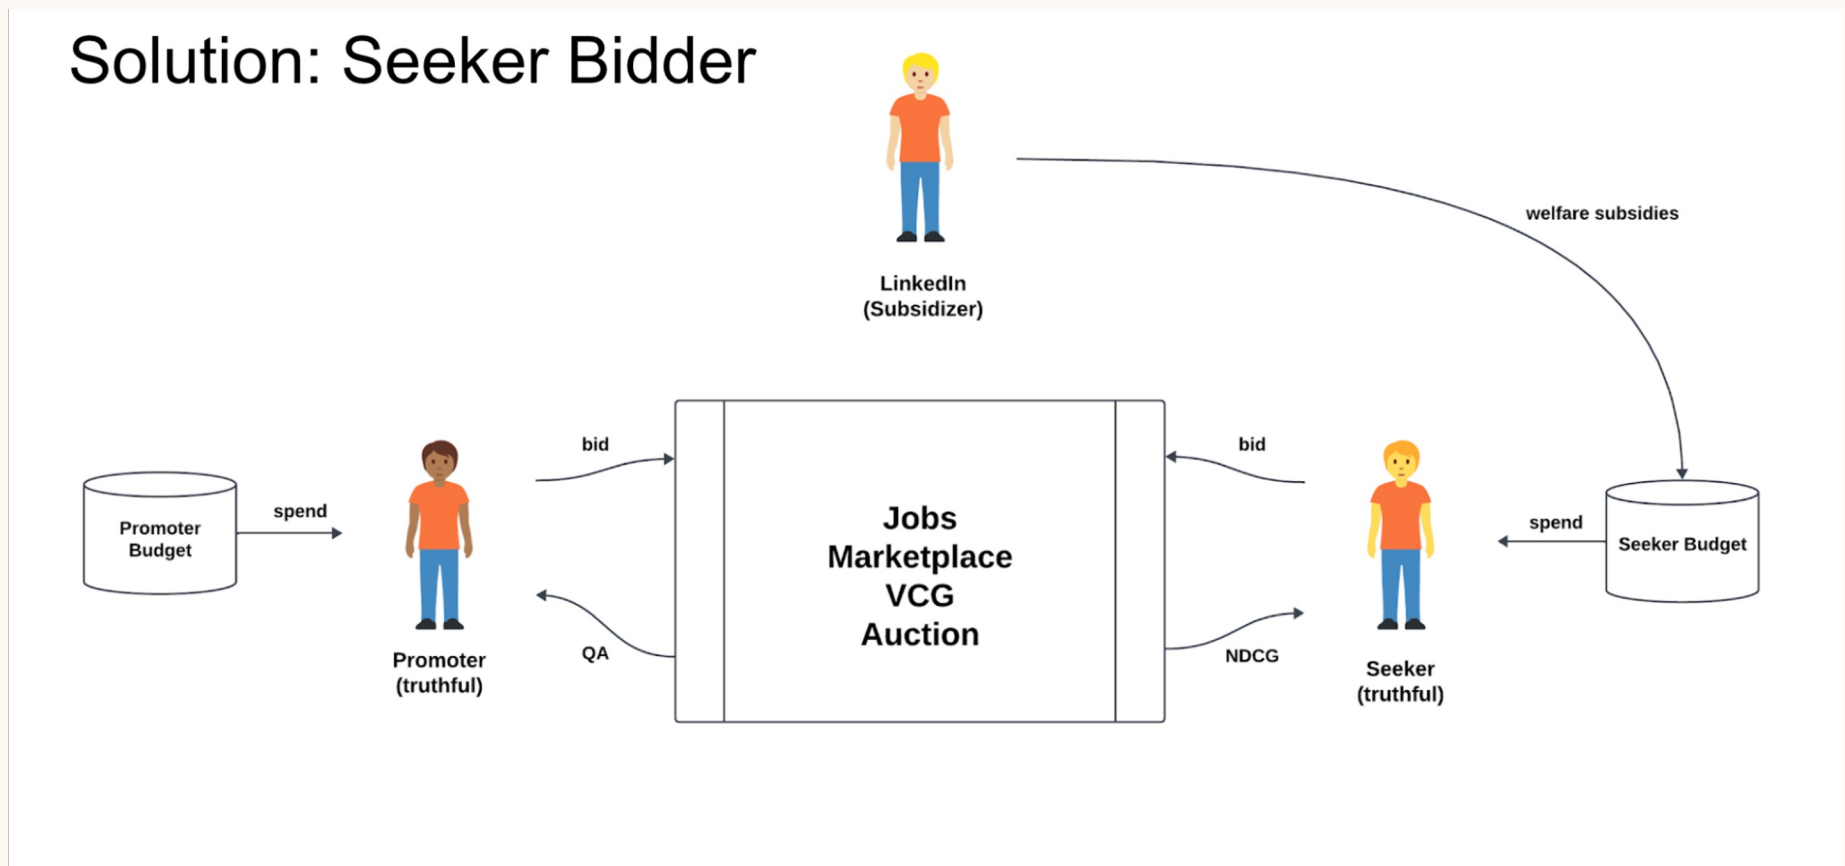 Solution: Seeker Bidder
welfare subsidies
LinkedIn
(Subsidizer)
bid
bid
Promoter
Budget
spend
Jobs
Marketplace
VCG
Auction
spend
Seeker Budget
QA
NDCG
Promoter
(truthful)
Seeker
(truthful)